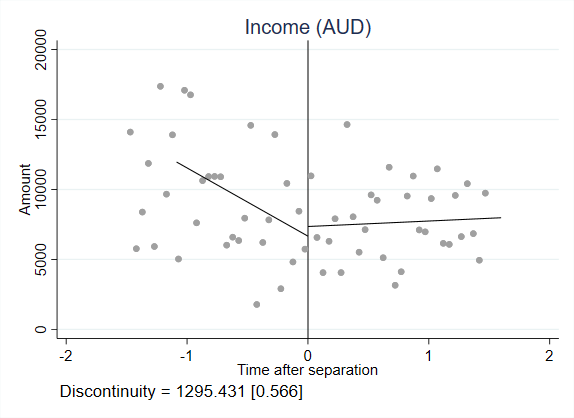 Income (AUD)
20000
15000
10000
5000
0
Amount
-2 -1 0 1 2
Time after separation
Discontinuity = 1295.431 [0.566]